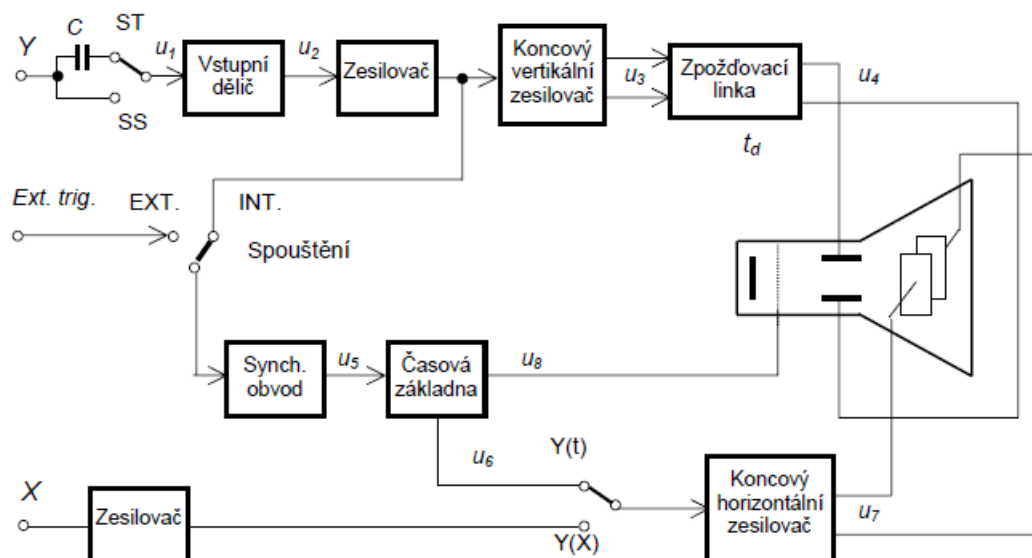 Y
C
ST
SS
u1
Vstupní
dělič
u2
Zesilovač
Koncový
vertikální
zesilovač
u3
Zpožďovací
linka
u4
td
Ext. trig.
EXT.
INT.
Spouštění
Synch.
obvod
u5
Časová
základna
u8
u6
Y(t)
X
Zesilovač
Y(X)
Koncový
horizontální
zesilovač
u7